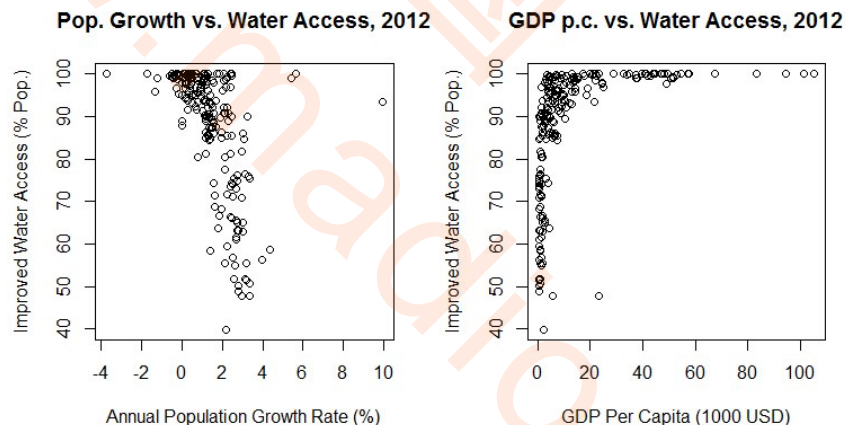 Pop. Growth vs. Water Access, 2012
Improved Water Access (% Pop.)
100
90
80
70
60
50
40
-4 -2 0 2 4 6 8 10
Annual Population Growth Rate (%)
GDP p.c. vs. Water Access, 2012
Improved Water Access (% Pop.)
100
90
80
70
60
50
40
0 20 40 60 80 100
GDP Per Capita (1000 USD)